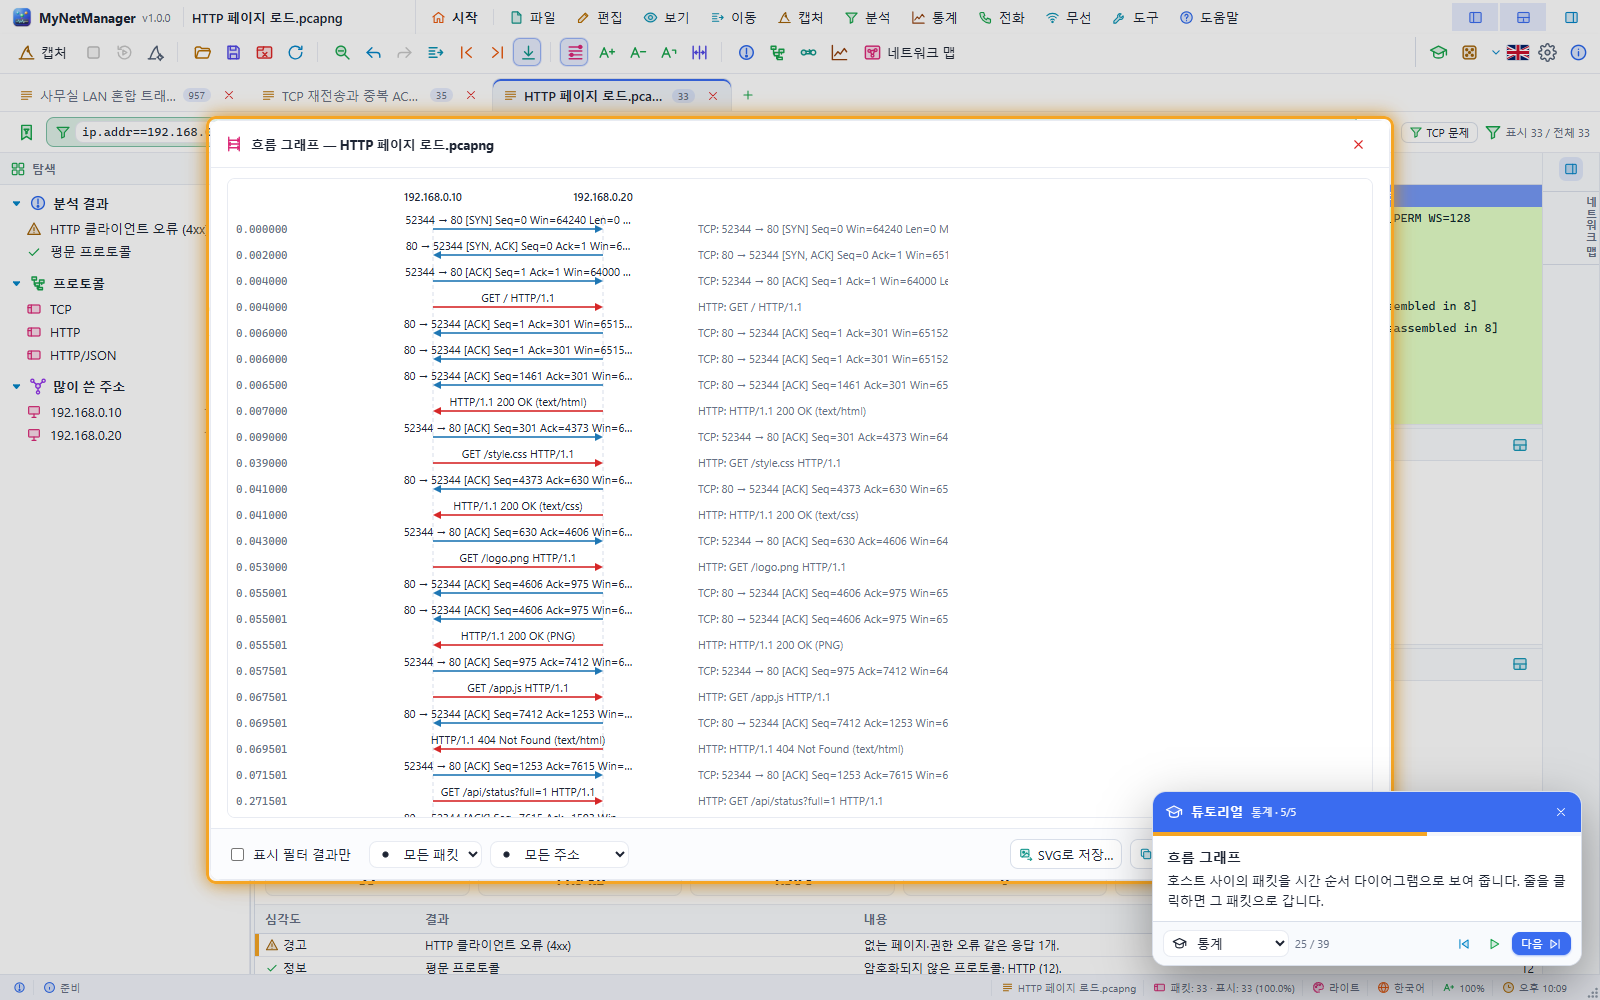 MyNetManager v1.0.0 HTTP 페이지 로드.pcapng 시작 파일 편집 보기 이동 캡처 분석 통계 전화 무선 도구 도움말
캡처 A+ A- 네트워크 맵
사무실 LAN 혼합 트래... 957 TCP 재전송과 중복 AC... 35 HTTP 페이지 로드.pca... 33
ip.addr==192.168. TCP 문제 표시 33 / 전체 33
탐색
분석 결과
HTTP 클라이언트 오류 (4xx)
평문 프로토콜
프로토콜
TCP
HTTP
HTTP/JSON
많이 쓴 주소
192.168.0.10
192.168.0.20
흐름 그래프 — HTTP 페이지 로드.pcapng
192.168.0.10 192.168.0.20
52344 → 80 [SYN] Seq=0 Win=64240 Len=0 ...
0.000000 TCP: 52344 → 80 [SYN] Seq=0 Win=64240 Len=0 M
80 → 52344 [SYN, ACK] Seq=0 Ack=1 Win=6...
0.002000 TCP: 80 → 52344 [SYN, ACK] Seq=0 Ack=1 Win=651
52344 → 80 [ACK] Seq=1 Ack=1 Win=64000 ...
0.004000 TCP: 52344 → 80 [ACK] Seq=1 Ack=1 Win=64000 Le
GET / HTTP/1.1
0.004000 HTTP: GET / HTTP/1.1
80 → 52344 [ACK] Seq=1 Ack=301 Win=6515...
0.006000 TCP: 80 → 52344 [ACK] Seq=1 Ack=301 Win=65152
80 → 52344 [ACK] Seq=1 Ack=301 Win=6515...
0.006000 TCP: 80 → 52344 [ACK] Seq=1 Ack=301 Win=65152
80 → 52344 [ACK] Seq=1461 Ack=301 Win=6...
0.006500 TCP: 80 → 52344 [ACK] Seq=1461 Ack=301 Win=65
HTTP/1.1 200 OK (text/html)
0.007000 HTTP: HTTP/1.1 200 OK (text/html)
52344 → 80 [ACK] Seq=301 Ack=4373 Win=6...
0.009000 TCP: 52344 → 80 [ACK] Seq=301 Ack=4373 Win=64
GET /style.css HTTP/1.1
0.039000 HTTP: GET /style.css HTTP/1.1
80 → 52344 [ACK] Seq=4373 Ack=630 Win=6...
0.041000 TCP: 80 → 52344 [ACK] Seq=4373 Ack=630 Win=65
HTTP/1.1 200 OK (text/css)
0.041000 HTTP: HTTP/1.1 200 OK (text/css)
52344 → 80 [ACK] Seq=630 Ack=4606 Win=6...
0.043000 TCP: 52344 → 80 [ACK] Seq=630 Ack=4606 Win=64
GET /logo.png HTTP/1.1
0.053000 HTTP: GET /logo.png HTTP/1.1
80 → 52344 [ACK] Seq=4606 Ack=975 Win=6...
0.055001 TCP: 80 → 52344 [ACK] Seq=4606 Ack=975 Win=65
80 → 52344 [ACK] Seq=4606 Ack=975 Win=6...
0.055001 TCP: 80 → 52344 [ACK] Seq=4606 Ack=975 Win=65
HTTP/1.1 200 OK (PNG)
0.055501 HTTP: HTTP/1.1 200 OK (PNG)
52344 → 80 [ACK] Seq=975 Ack=7412 Win=6...
0.057501 TCP: 52344 → 80 [ACK] Seq=975 Ack=7412 Win=64
GET /app.js HTTP/1.1
0.067501 HTTP: GET /app.js HTTP/1.1
80 → 52344 [ACK] Seq=7412 Ack=1253 Win=...
0.069501 TCP: 80 → 52344 [ACK] Seq=7412 Ack=1253 Win=6
HTTP/1.1 404 Not Found (text/html)
0.069501 HTTP: HTTP/1.1 404 Not Found (text/html)
52344 → 80 [ACK] Seq=1253 Ack=7615 Win=...
0.071501 TCP: 52344 → 80 [ACK] Seq=1253 Ack=7615 Win=6
GET /api/status?full=1 HTTP/1.1
0.271501 HTTP: GET /api/status?full=1 HTTP/1.1
표시 필터 결과만 모든 패킷 모든 주소 SVG로 저장...
PERM WS=128
embled in 8]
assembled in 8]
네트워크 맵
심각도 결과 내용
경고 HTTP 클라이언트 오류 (4xx) 없는 페이지·권한 오류 같은 응답 1개.
정보 평문 프로토콜 암호화되지 않은 프로토콜: HTTP (12). 12
튜토리얼 통계 · 5/5
흐름 그래프
호스트 사이의 패킷을 시간 순서 다이어그램으로 보여 줍니다. 줄을 클
릭하면 그 패킷으로 갑니다.
통계 25 / 39 다음
준비 HTTP 페이지 로드.pcapng 패킷: 33 · 표시: 33 (100.0%) 라이트 한국어 A+ 100% 오후 10:09